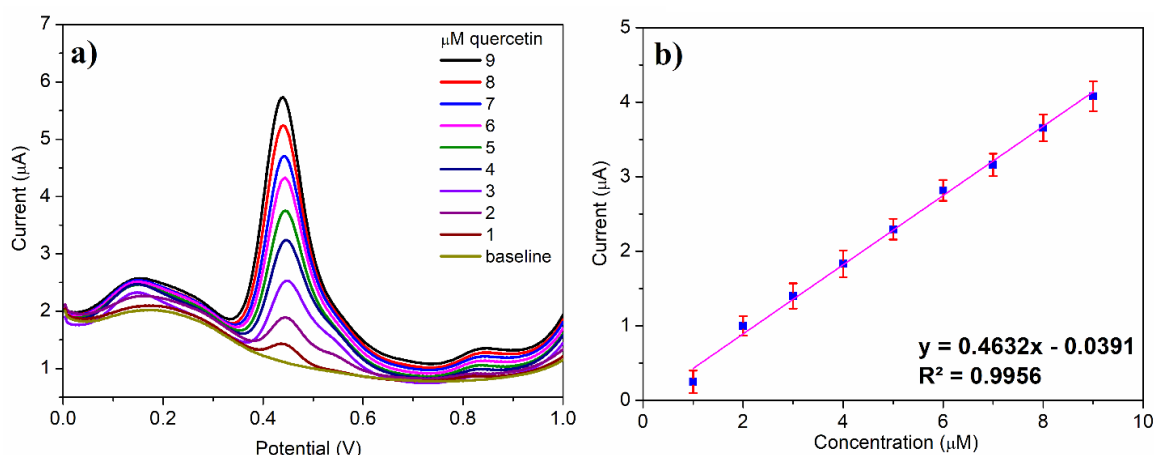 a)
μM quercetin
9
8
7
6
5
4
3
2
1
baseline
7
6
5
4
3
2
1
Current (μA)
0.0 0.2 0.4 0.6 0.8 1.0
Potential (V)
b)
5
4
3
2
1
0
Current (μA)
y = 0.4632x - 0.0391
R² = 0.9956
0 2 4 6 8 10
Concentration (μM)